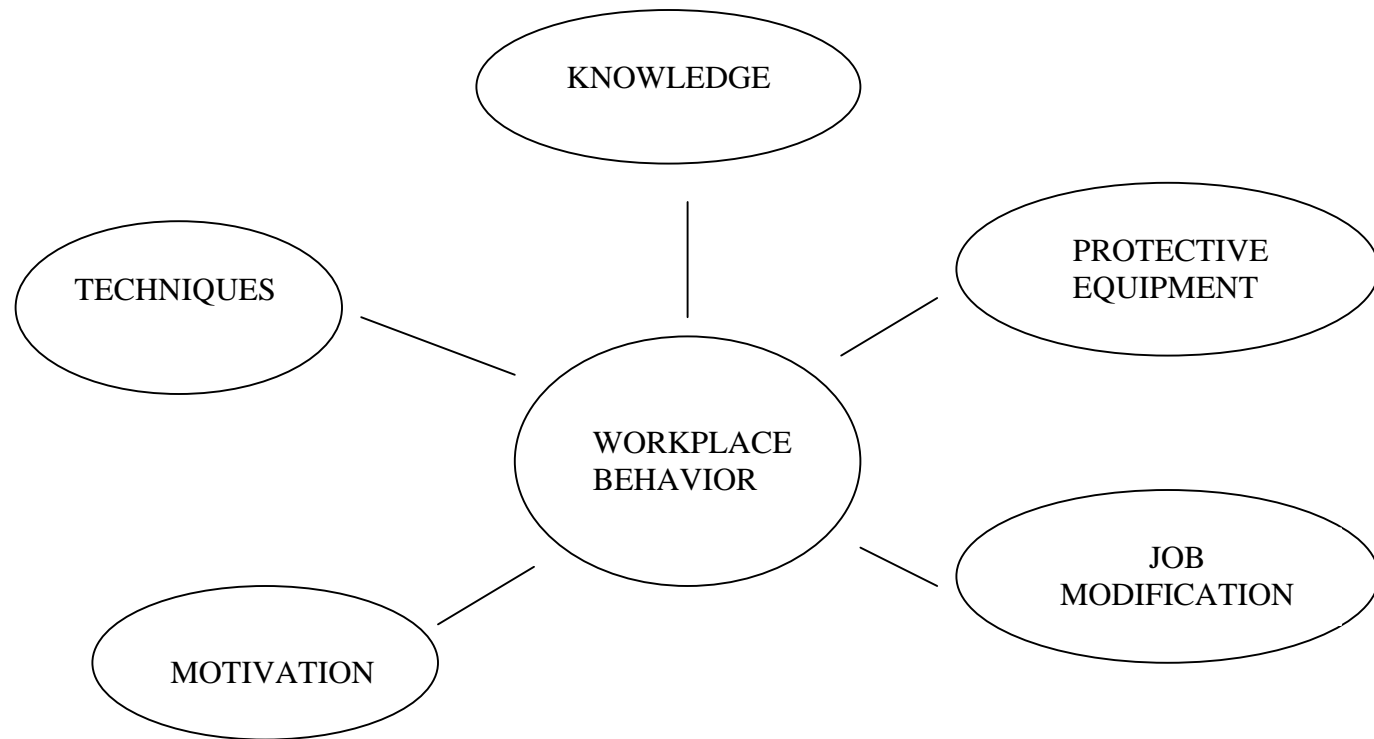 KNOWLEDGE
PROTECTIVE
EQUIPMENT
TECHNIQUES
WORKPLACE
BEHAVIOR
JOB
MODIFICATION
MOTIVATION